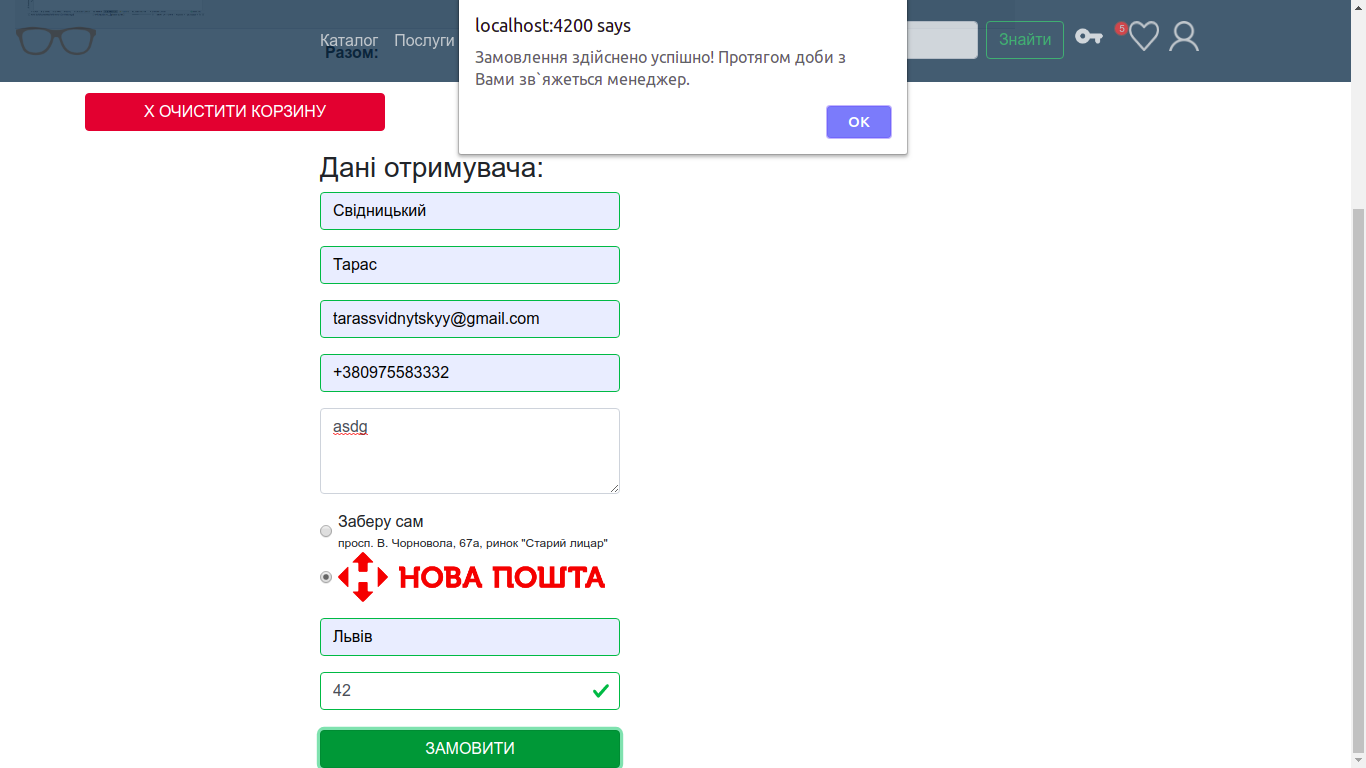 localhost:4200 says
Замовлення здійснено успішно! Протягом доби з
Вами зв`яжеться менеджер.
OK
Каталог Послуги
Знайти
5
Разом:
X ОЧИСТИТИ КОРЗИНУ
Дані отримувача:
Свідницький
Тарас
tarassvidnytskyy@gmail.com
+380975583332
asdg
Заберу сам
просп. В. Чорновола, 67а, ринок "Старий лицар"
НОВА ПОШТА
Львів
42
ЗАМОВИТИ